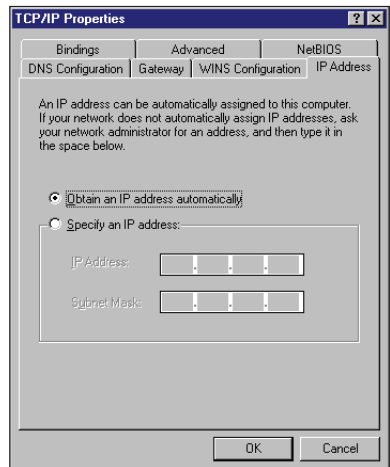 TCP/IP Properties
Bindings Advanced NetBIOS
DNS Configuration Gateway WINS Configuration IP Address
An IP address can be automatically assigned to this computer.
If your network does not automatically assign IP addresses, ask
your network administrator for an address, and then type it in
the space below.
Obtain an IP address automatically
Specify an IP address:
IP Address:
Subnet Mask:
OK Cancel